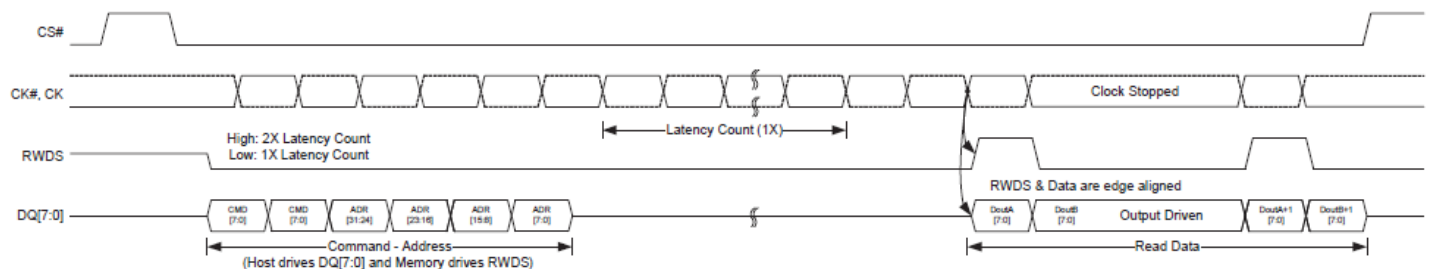 CS#
CK#, CK
Clock Stopped
Latency Count (1X)
High: 2X Latency Count
Low: 1X Latency Count
RWDS
RWDS & Data are edge aligned
DQ[7:0]
CMD [7:0]
CMD [7:0]
ADR [31:24]
ADR [23:16]
ADR [15:8]
ADR [7:0]
DoutA [7:0]
DoutB [7:0]
Output Driven
DoutA+1 [7:0]
DoutB+1 [7:0]
Command - Address
(Host drives DQ[7:0] and Memory drives RWDS)
Read Data